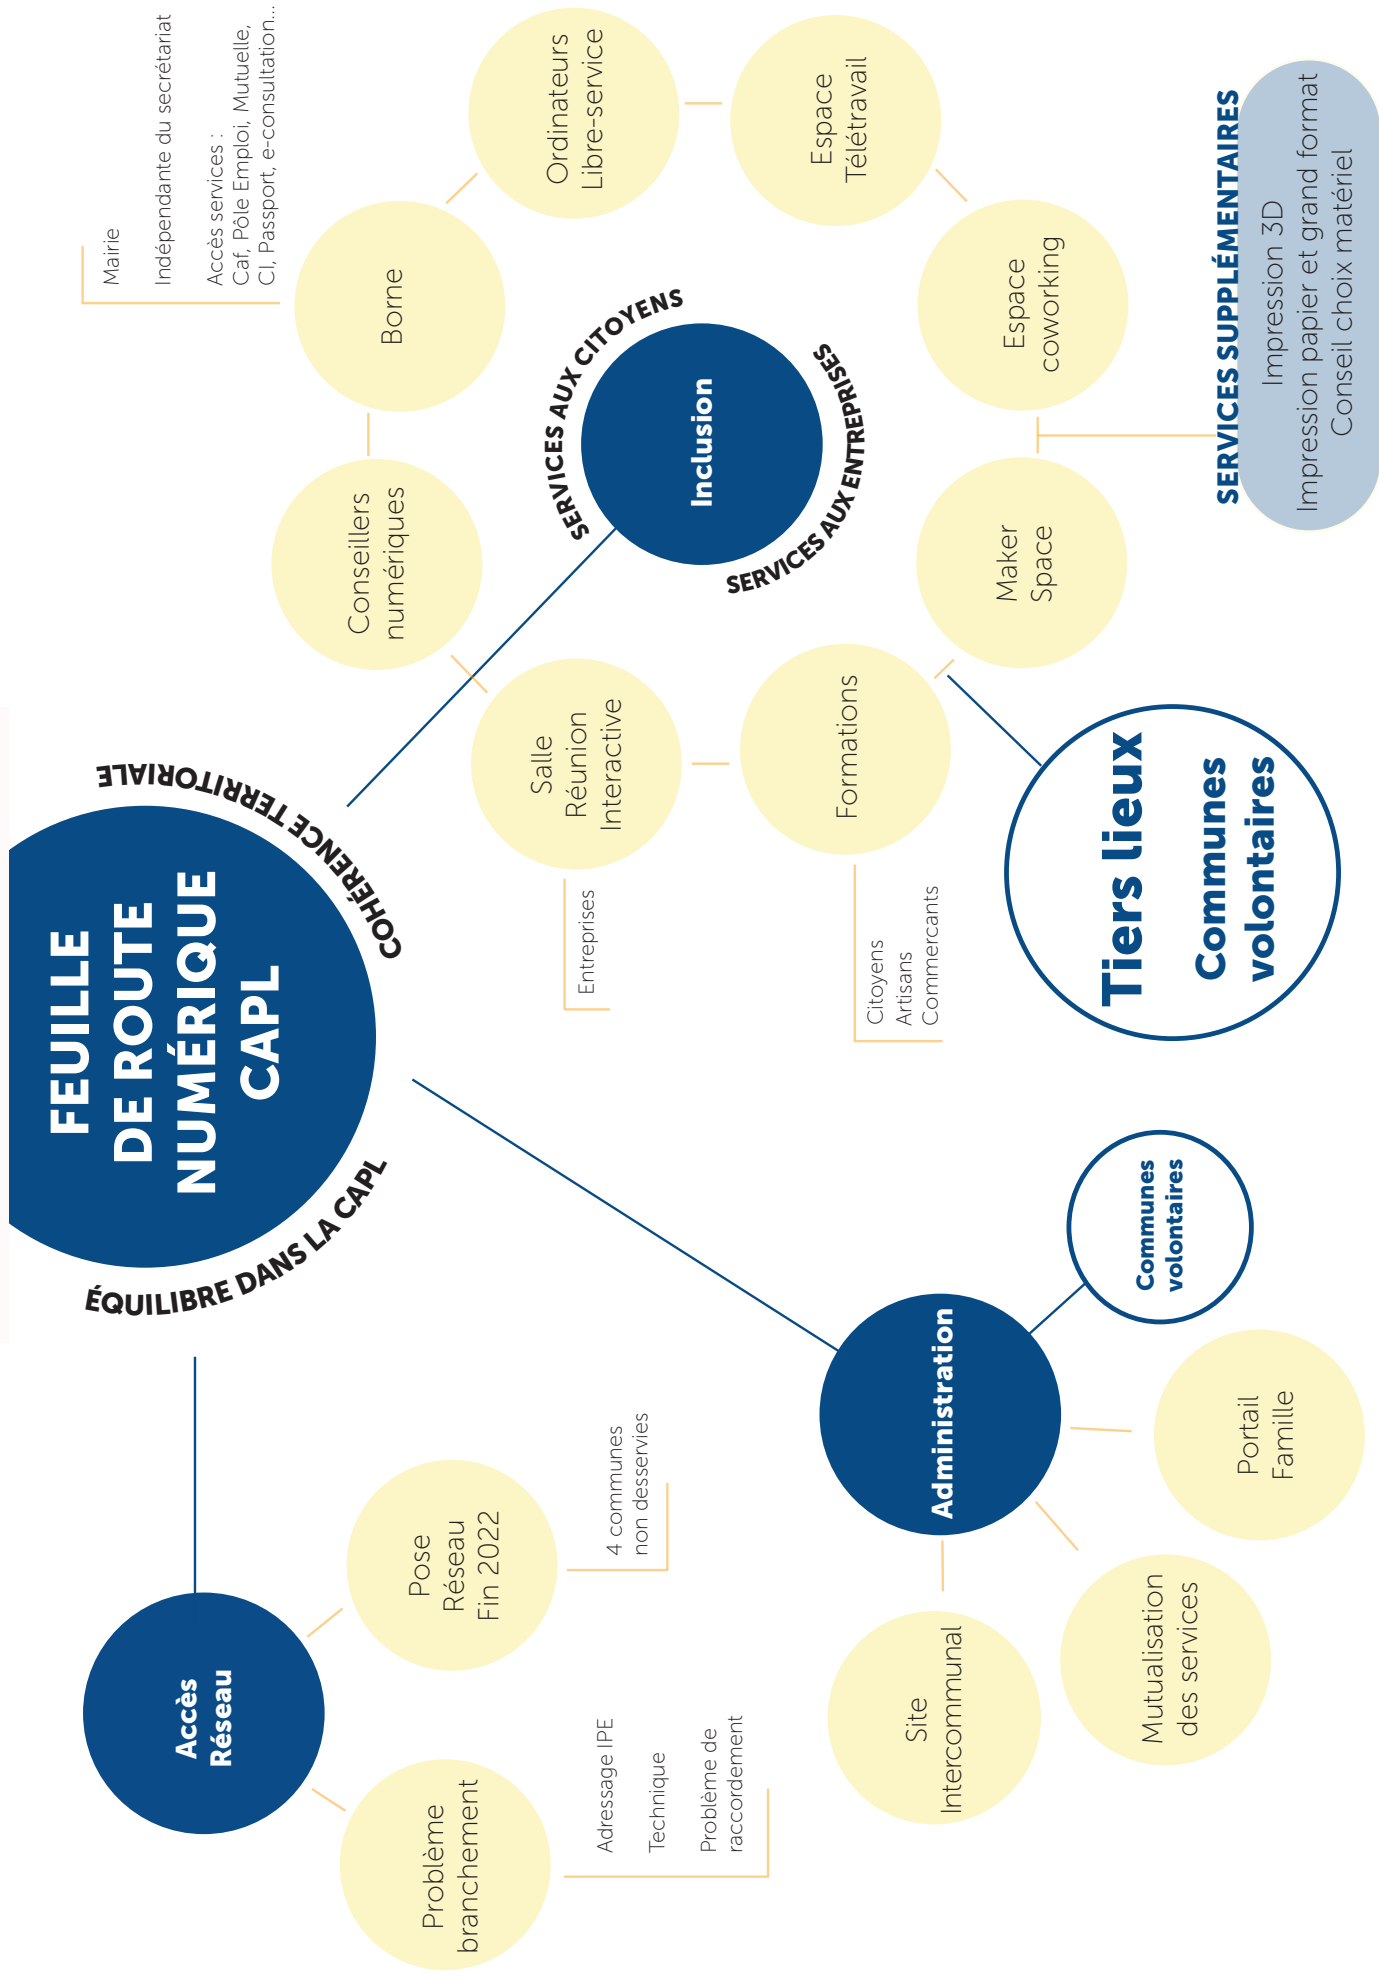 FEUILLE
DE ROUTE
NUMÉRIQUE
CAPL
ÉQUILIBRE DANS LA CAPL
COHÉRENCE TERRITORIALE
Accès
Réseau
Problème
branchement
Adressage IPE
Technique
Problème de
raccordement
Pose
Réseau
Fin 2022
4 communes
non desservies
Administration
Site
Intercommunal
Mutualisation
des services
Portail
Famille
Communes
volontaires
Inclusion
SERVICES AUX CITOYENS
SERVICES AUX ENTREPRISES
Salle
Réunion
Interactive
Entreprises
Conseillers
numériques
Borne
Mairie
Indépendante du secrétariat
Accès services :
Caf, Pôle Emploi, Mutuelle,
CI, Passport, e-consultation...
Ordinateurs
Libre-service
Espace
Télétravail
Espace
coworking
Maker
Space
Formations
Citoyens
Artisans
Commercants
Tiers lieux
Communes
volontaires
SERVICES SUPPLÉMENTAIRES
Impression 3D
Impression papier et grand format
Conseil choix matériel